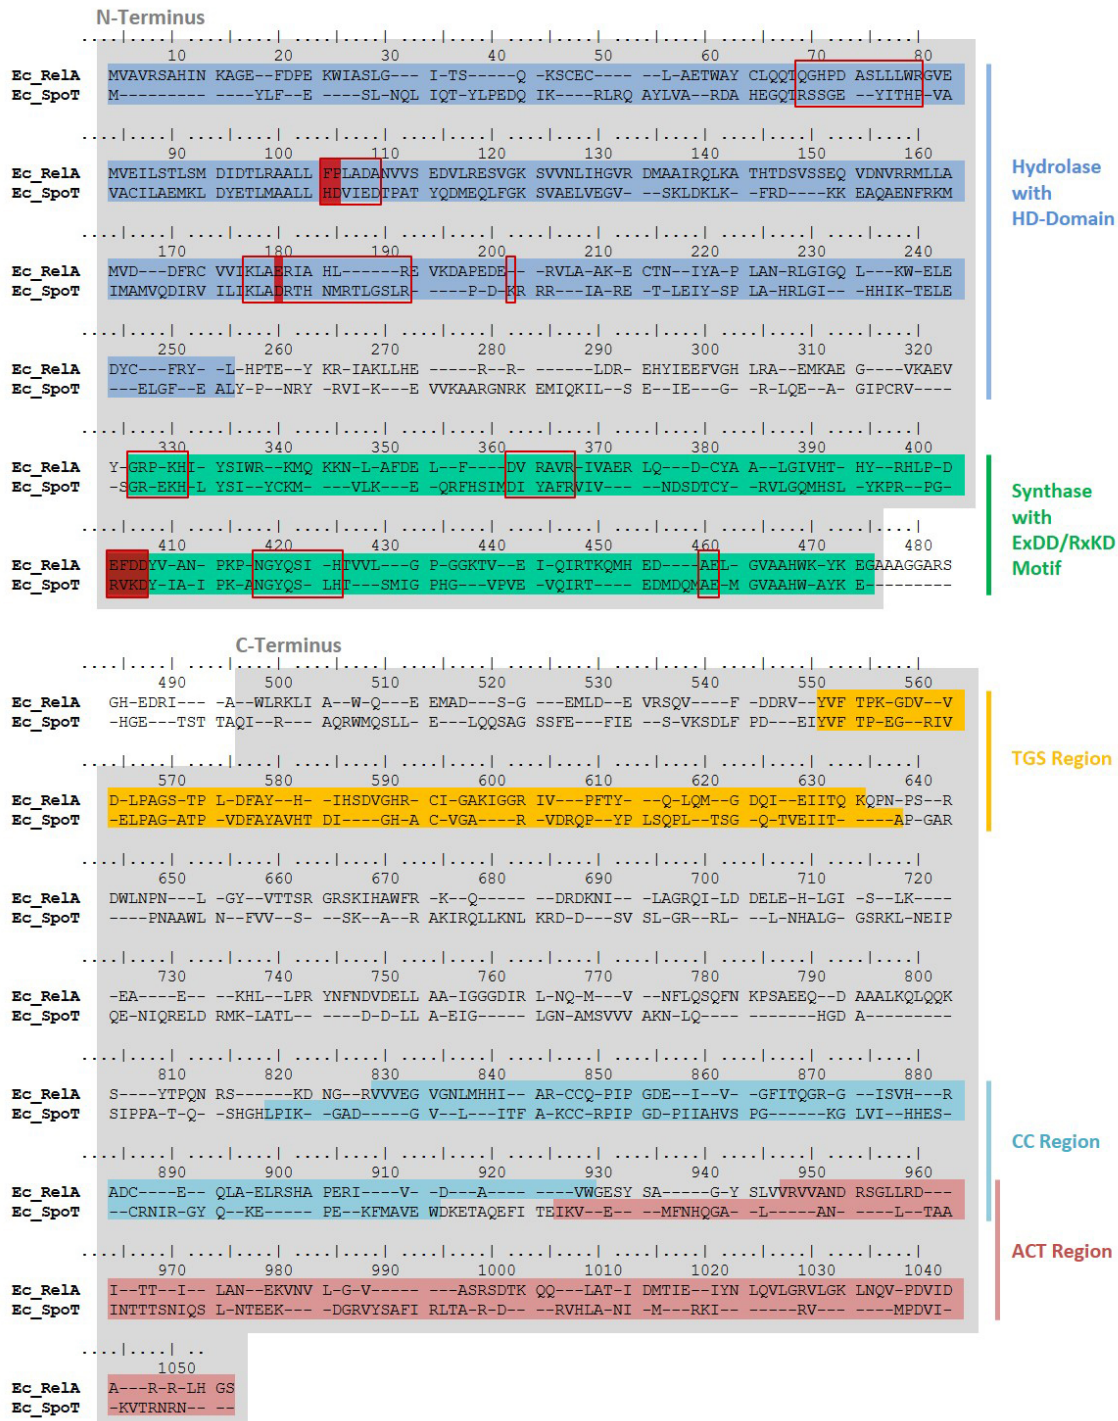 N-Terminus
....|....| ....|....| ....|....| ....|....| ....|....| ....|....| ....|....| ....|....|
10 20 30 40 50 60 70 80
Ec_RelA MVAVRSAHIN KAGE--FDPE KWIASLG--- I-TS-----Q -KSCEC---- --L-AETWAY CLQQTQGHPD ASLLLWRGVE
Ec_SpoT M--------- ----YLF--E ----SL-NQL IQT-YLPEDQ IK---RLRQ AYLVA--RDA HEGQTRSSGE --YITHP-VA
Hydrolase
with
HD-Domain
....|....| ....|....| ....|....| ....|....| ....|....| ....|....| ....|....| ....|....|
90 100 110 120 130 140 150 160
Ec_RelA MVEILSTLSM DIDTLRAALL FPLADANVVS EDVLRESVGK SVVNLIHGVR DMAAIRQLKA THTDSVSSEQ VDNVRRMLLA
Ec_SpoT VACILAEMKL DYETLMAALL HDVIEDTPAT YQDMEQLFGK SVAELVEGV- --SKLDKLK- -FRD----KK EAQAENFRKM
....|....| ....|....| ....|....| ....|....| ....|....| ....|....| ....|....| ....|....|
170 180 190 200 210 220 230 240
Ec_RelA MVD---DFRC VVIKLAERIA HL------RE VKDAPEDE-- -RVLA-AK-E CTN--IYA-P LAN-RLGIGQ L---KW-ELE
Ec_SpoT IMAMVQDIRV ILIKLADRTH NMRTLGSLR- ----P-D-KR RR---IA-RE -T-LEIY-SP LA-HRLGI-- -HHIK-TELE
....|....| ....|....| ....|....| ....|....| ....|....| ....|....| ....|....| ....|....|
250 260 270 280 290 300 310 320
Ec_RelA DYC---FRY- -L-HPTE--Y KR-IAKLLHE ----R--R-- -----LDR- EHYIEEFVGH LRA--EMKAE G----VKAEV
Ec_SpoT ---ELGF--E ALY-P--NRY -RVI-K---E VVKAARGNRK EMIQKIL--S E--IE---G- -R-LQE--A- GIPCRV----
....|....| ....|....| ....|....| ....|....| ....|....| ....|....| ....|....| ....|....|
330 340 350 360 370 380 390 400
Ec_RelA Y-GRP-KHI- YSIWR--KMQ KKN-L-AFDE L--F----DV RAVR-IVAER LQ---D-CYA A--LGIVHT- HY--RHLP-D
Ec_SpoT -SGR-EKH-L YSI--YCKM- --VLK---E -QRFHSIMDI YAFRVIV--- -NDSDTCY-- -RVLGQMHSL -YKPR--PG-
Synthase
with
ExDD/RxKD
Motif
....|....| ....|....| ....|....| ....|....| ....|....| ....|....| ....|....| ....|....|
410 420 430 440 450 460 470 480
Ec_RelA EFDDYV-AN- PKP-NGYQSI -HTVVL---G P-GGKTV--E I-QIRTKQMH ED----AEL- GVAAHWK-YK EGAAAGGARS
Ec_SpoT RVKDY-IA-I PK-ANGYQS- LHT---SMIG PHG---VPVE -VQIRT---- EDMDQMAE-M GVAAHW-AYK E---------
C-Terminus
....|....| ....|....| ....|....| ....|....| ....|....| ....|....| ....|....| ....|....|
490 500 510 520 530 540 550 560
Ec_RelA GH-EDRI--- -A--WLRKLI A--W-Q---E EMAD---S-G ---EMLD--E VRSQV----F -DDRV--YVF TPK-GDV--V
Ec_SpoT -HGE---TST TAQI--R--- AQRWMQSLL- E---LQQSAG SSFE---FIE S--VKSDLF PD---EIYVF TP-EG--RIV
TGS Region
....|....| ....|....| ....|....| ....|....| ....|....| ....|....| ....|....| ....|....|
570 580 590 600 610 620 630 640
Ec_RelA D-LPAGS-TP L-DFAY--H- -IHSDVGHR- CI-GAKIGGR IV---PFTY- --Q-LQM--G DQI--EIITQ KQPN-PS--R
Ec_SpoT -ELPAG-ATP -VDFAYAVHT DI----GH-A C-VGA----R -VDRQP--YP LSQPL--TSG -Q-TVEIIT- ----AP-GAR
....|....| ....|....| ....|....| ....|....| ....|....| ....|....| ....|....| ....|....|
650 660 670 680 690 700 710 720
Ec_RelA DWLNPN---L -GY--VTTSR GRSKIHAWFR -K--Q----- -DRDKNI--- -LAGRQI-LD DELE-H-LGI -S--LK----
Ec_SpoT ----PNAAWL N--FVV--S- --SK--A--R AKIRQLLKNL KRD-D---SV SL-GR--RL- --L-NHALG- GSRKL-NEIP
....|....| ....|....| ....|....| ....|....| ....|....| ....|....| ....|....| ....|....|
730 740 750 760 770 780 790 800
Ec_RelA -EA----E-- --KHL--LPR YNFNDVDELL AA-IGGGDIR L-NQ-M---V --NFLQSQFN KPSAEEQ--D AAALKQLQQK
Ec_SpoT QE-NIQRELD RMK-LATL-- ----D-D-LL A-EIG----- LGN-AMSVVV AKN-LQ---- -----HGD A---------
....|....| ....|....| ....|....| ....|....| ....|....| ....|....| ....|....| ....|....|
810 820 830 840 850 860 870 880
Ec_RelA S----YTPQN RS-----KD NG--RVVVEG VGNLMHHI-- AR-CCQ-PIP GDE--I--V- -GFITQGR-G --ISVH---R
Ec_SpoT SIPPA-T-Q- -SHGHLPIK- -GAD-----G V--L---ITF A-KCC-RPIP GD-PIIAHVS PG------KG LVI--HHES-
CC Region
....|....| ....|....| ....|....| ....|....| ....|....| ....|....| ....|....| ....|....|
890 900 910 920 930 940 950 960
Ec_RelA ADC----E-- QLA-ELRSHA PERI----V- -D---A---- -----VWGESY SA-----G-Y SLVVRVVAND RSGLLRD---
Ec_SpoT --CRNIR-GY Q--KE----- PE--KFMAVE WDKETAQEFI TEIKV--E-- -MFNHQGA- -L-----AN- ---L--TAA
ACT Region
....|....| ....|....| ....|....| ....|....| ....|....| ....|....| ....|....| ....|....|
970 980 990 1000 1010 1020 1030 1040
Ec_RelA I--TT--I-- LAN--EKVNV L-G-V----- ---ASRSDTK QQ---LAT-I DMTIE--IYN LQVLGRVLGK LNQV-PDVID
Ec_SpoT INTTTSNIQS L-NTEEK--- -DGRVYSAFI RLTA-R-D-- -RVHLA-NI- M---RKI--- ----RV---- ---MPDVI-
....|....| ....|....| ..
1050
Ec_RelA A---R-R-LH GS
Ec_SpoT -KVTRNRN-- --